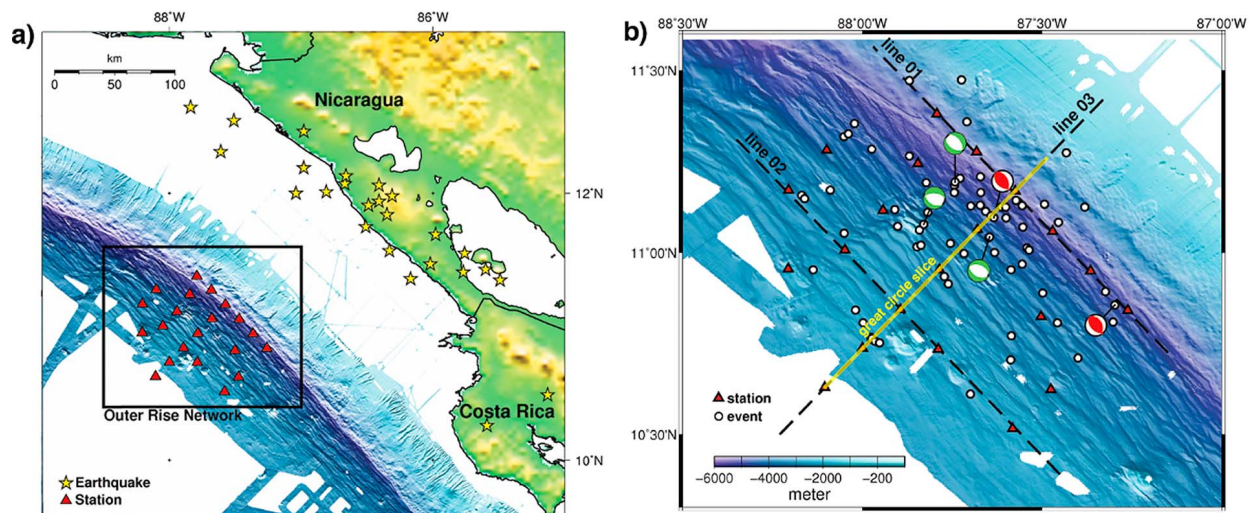 a)
88°W
86°W
km
0
50
100
Nicaragua
12°N
Costa Rica
Outer Rise Network
10°N
Earthquake
Station
b)
88°30'W
88°00'W
87°30'W
87°00'W
11°30'N
11°00'N
10°30'N
line 01
line 02
line 03
great circle slice
station
event
−6000
−4000
−2000
−200
meter